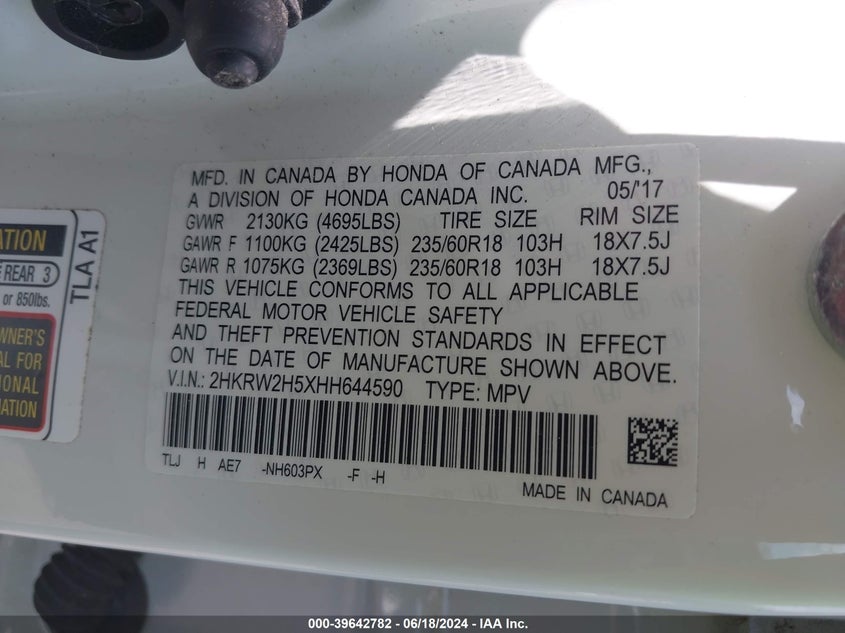 MFD. IN CANADA BY HONDA OF CANADA MFG.,
A DIVISION OF HONDA CANADA INC. 05/'17
GVWR 2130KG (4695LBS) TIRE SIZE RIM SIZE
GAWR F 1100KG (2425LBS) 235/60R18 103H 18X7.5J
GAWR R 1075KG (2369LBS) 235/60R18 103H 18X7.5J
THIS VEHICLE CONFORMS TO ALL APPLICABLE
FEDERAL MOTOR VEHICLE SAFETY
AND THEFT PREVENTION STANDARDS IN EFFECT
ON THE DATE OF MANUFACTURE SHOWN ABOVE.
V.I.N.: 2HKRW2H5XHH644590 TYPE: MPV
TLJ H AE7 -NH603PX -F -H
MADE IN CANADA
ATION
REAR 3
or 850lbs.
WNER'S
AL FOR
IONAL
MATION
TLA A1
000-39642782 - 06/18/2024 - IAA Inc.